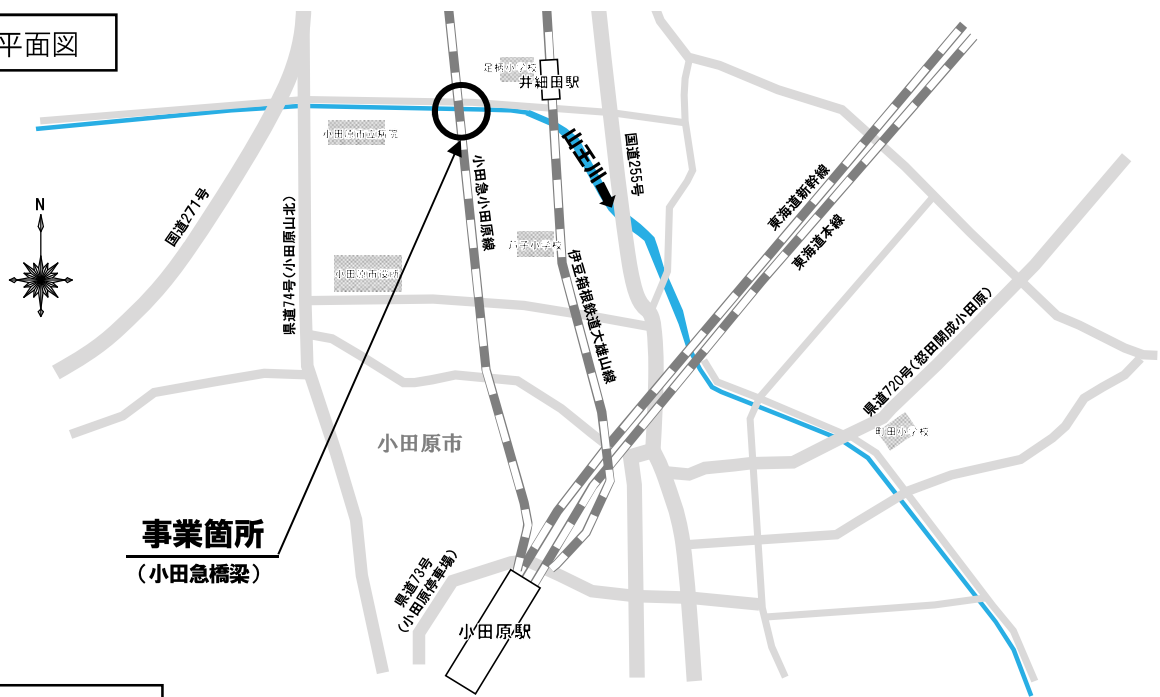 平面図
足柄小学校
井細田駅
小田原市立病院
山王川
国道255号
国道271号
N
県道74号(小田原山北)
小田急小田原線
東海道新幹線
東海道本線
芦子小学校
小田原市役所
伊豆箱根鉄道大雄山線
県道720号(怒田開成小田原)
町田小学校
小田原市
事業箇所
(小田急橋梁)
県道73号
(小田原停車場)
小田原駅